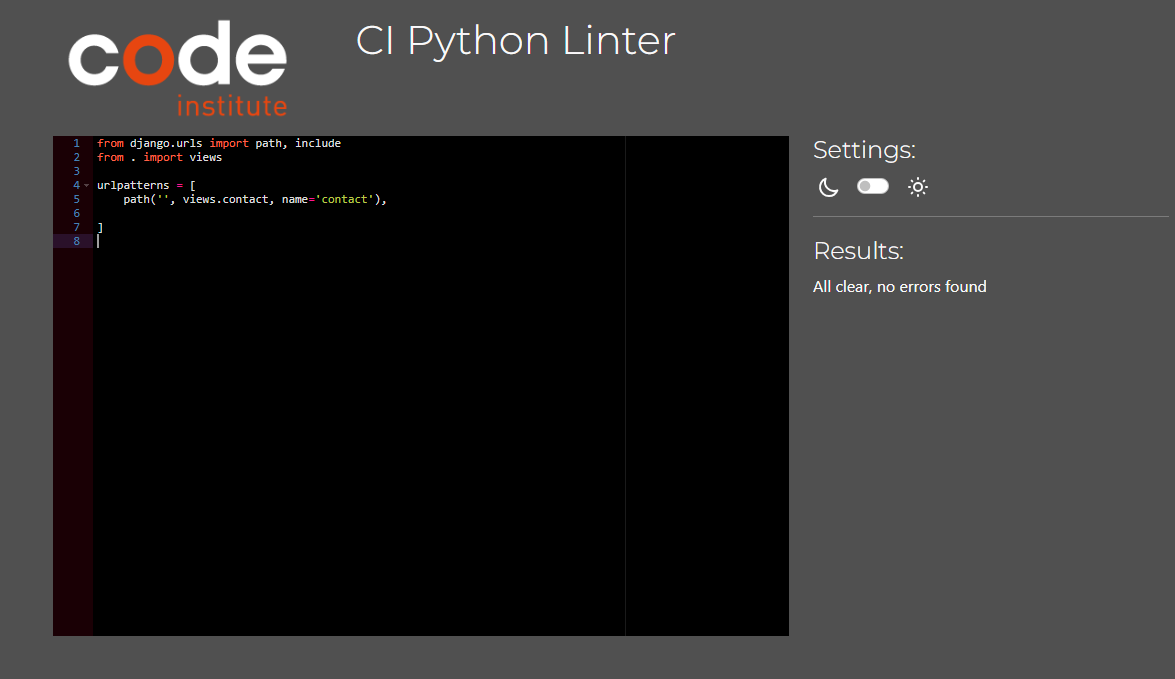 code
institute
CI Python Linter
1 from django.urls import path, include
2 from . import views
3
4 urlpatterns = [
5     path('', views.contact, name='contact'),
6
7 ]
8
Settings:
Results:
All clear, no errors found